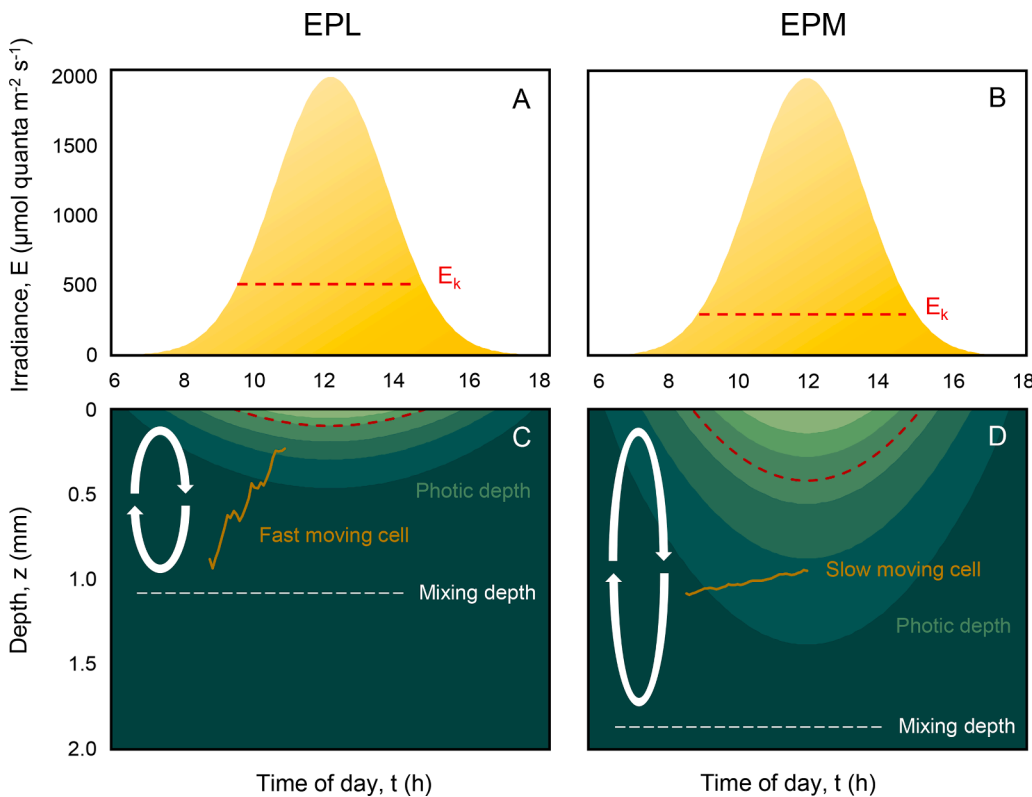 EPL
EPM
Irradiance, E (µmol quanta m⁻² s⁻¹)
2000
1500
1000
500
0
A
Eₖ
B
Eₖ
6 8 10 12 14 16 18
6 8 10 12 14 16 18
Depth, z (mm)
0
0.5
1.0
1.5
2.0
C
Photic depth
Fast moving cell
Mixing depth
D
Slow moving cell
Photic depth
Mixing depth
Time of day, t (h)
Time of day, t (h)